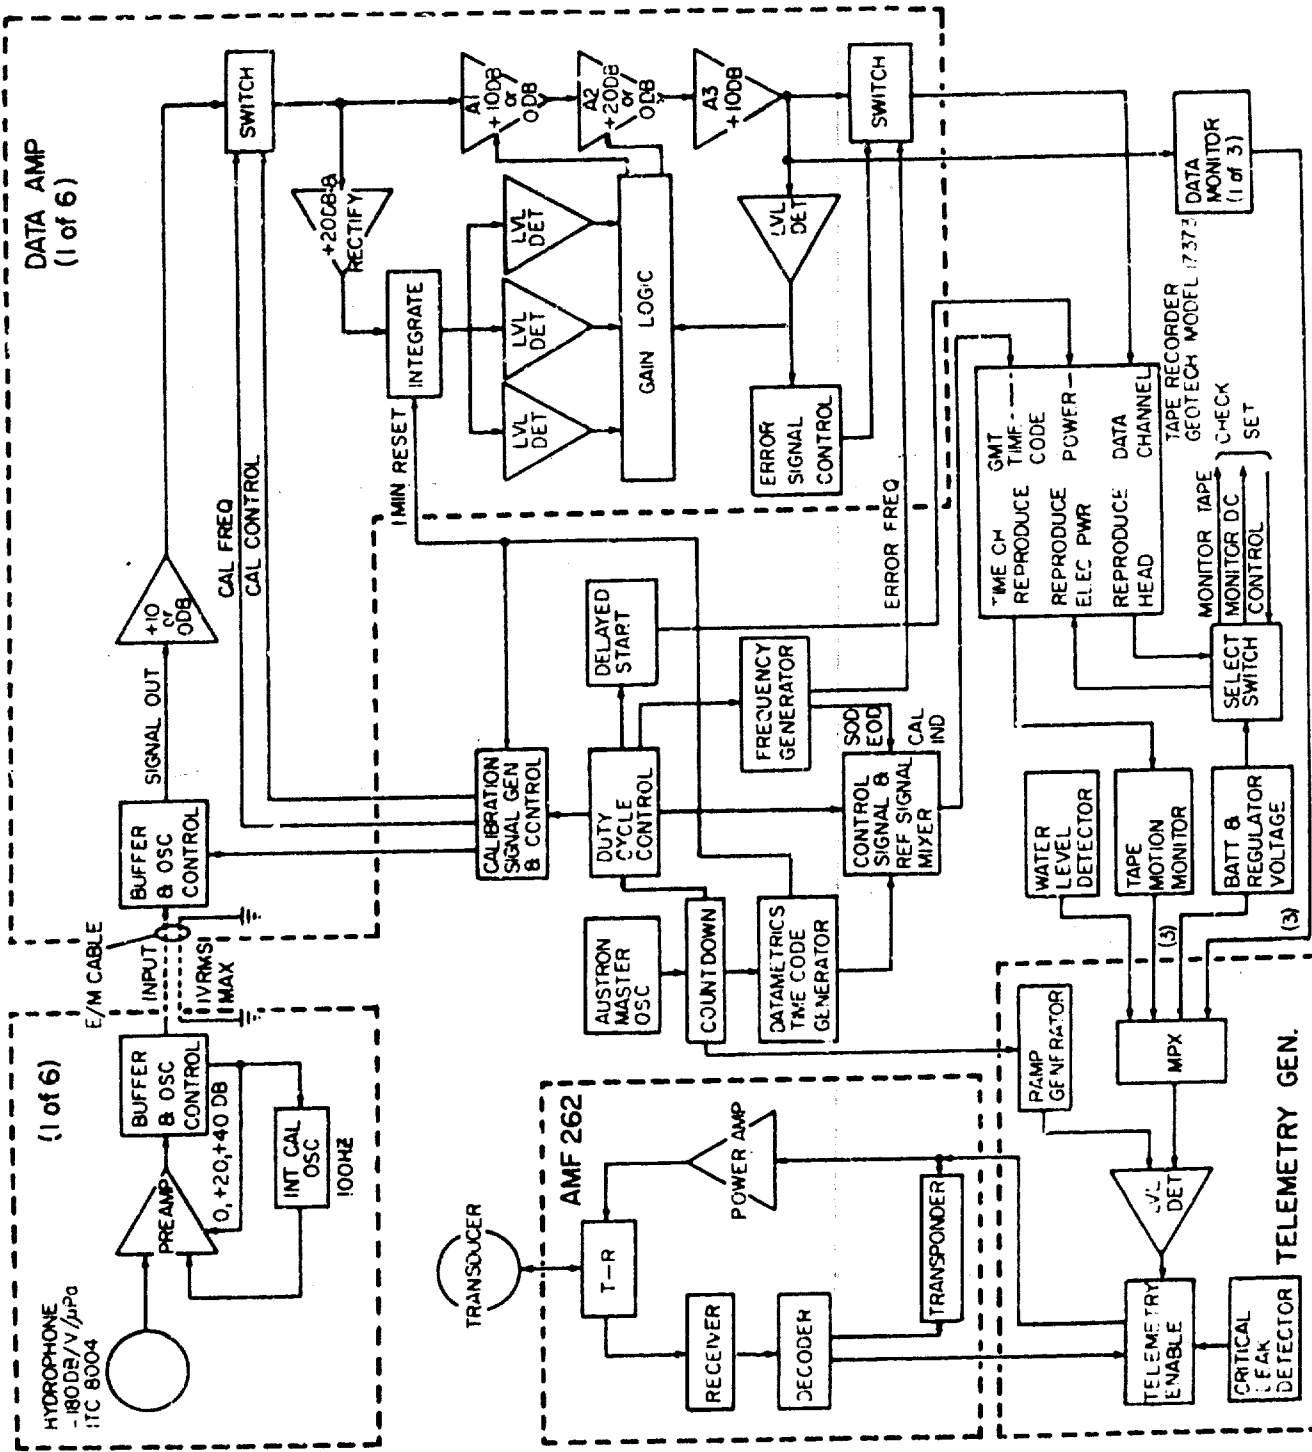 HYDROPHONE
-180DB/V/µPa
ITC 8004
(1 of 6)
PREAMP
0,+20,+40 DB
BUFFER
& OSC
CONTROL
INT CAL
OSC
100HZ
E/M CABLE
INPUT
1VRMSI
MAX
DATA AMP
(1 of 6)
BUFFER
& OSC
CONTROL
SIGNAL OUT
+10
or
0DB
CAL FREQ
CAL CONTROL
SWITCH
+20DB &
RECTIFY
1 MIN RESET
INTEGRATE
LVL
DET
LVL
DET
LVL
DET
GAIN LOGIC
A1
+10DB
or
0DB
A2
+20DB
or
0DB
A3
+10DB
LVL
DET
ERROR
SIGNAL
CONTROL
SWITCH
ERROR FREQ
DATA
MONITOR
(1 of 3)
CALIBRATION
SIGNAL GEN
& CONTROL
DUTY
CYCLE
CONTROL
DELAYED
START
FREQUENCY
GENERATOR
AUSTRON
MASTER
OSC
COUNTDOWN
DATAMETRICS
TIME CODE
GENERATOR
SOD
EOD
CAL
IND
CONTROL
SIGNAL &
REF SIGNAL
MIXER
TIME CH
REPRODUCE
GMT
TIME
CODE
REPRODUCE
ELEC PWR
POWER
REPRODUCE
HEAD
DATA
CHANNEL
TAPE RECORDER
GEOTECH MODEL 17373
MONITOR TAPE
MONITOR DC
CONTROL
CHECK
SET
SELECT
SWITCH
WATER
LEVEL
DETECTOR
TAPE
MOTION
MONITOR
BATT &
REGULATOR
VOLTAGE
(3)
(3)
TRANSDUCER
AMF 262
T-R
POWER AMP
RECEIVER
DECODER
TRANSPONDER
RAMP
GENERATOR
MPX
LVL
DET
TELEMETRY
ENABLE
CRITICAL
LEAK
DETECTOR
TELEMETRY GEN.